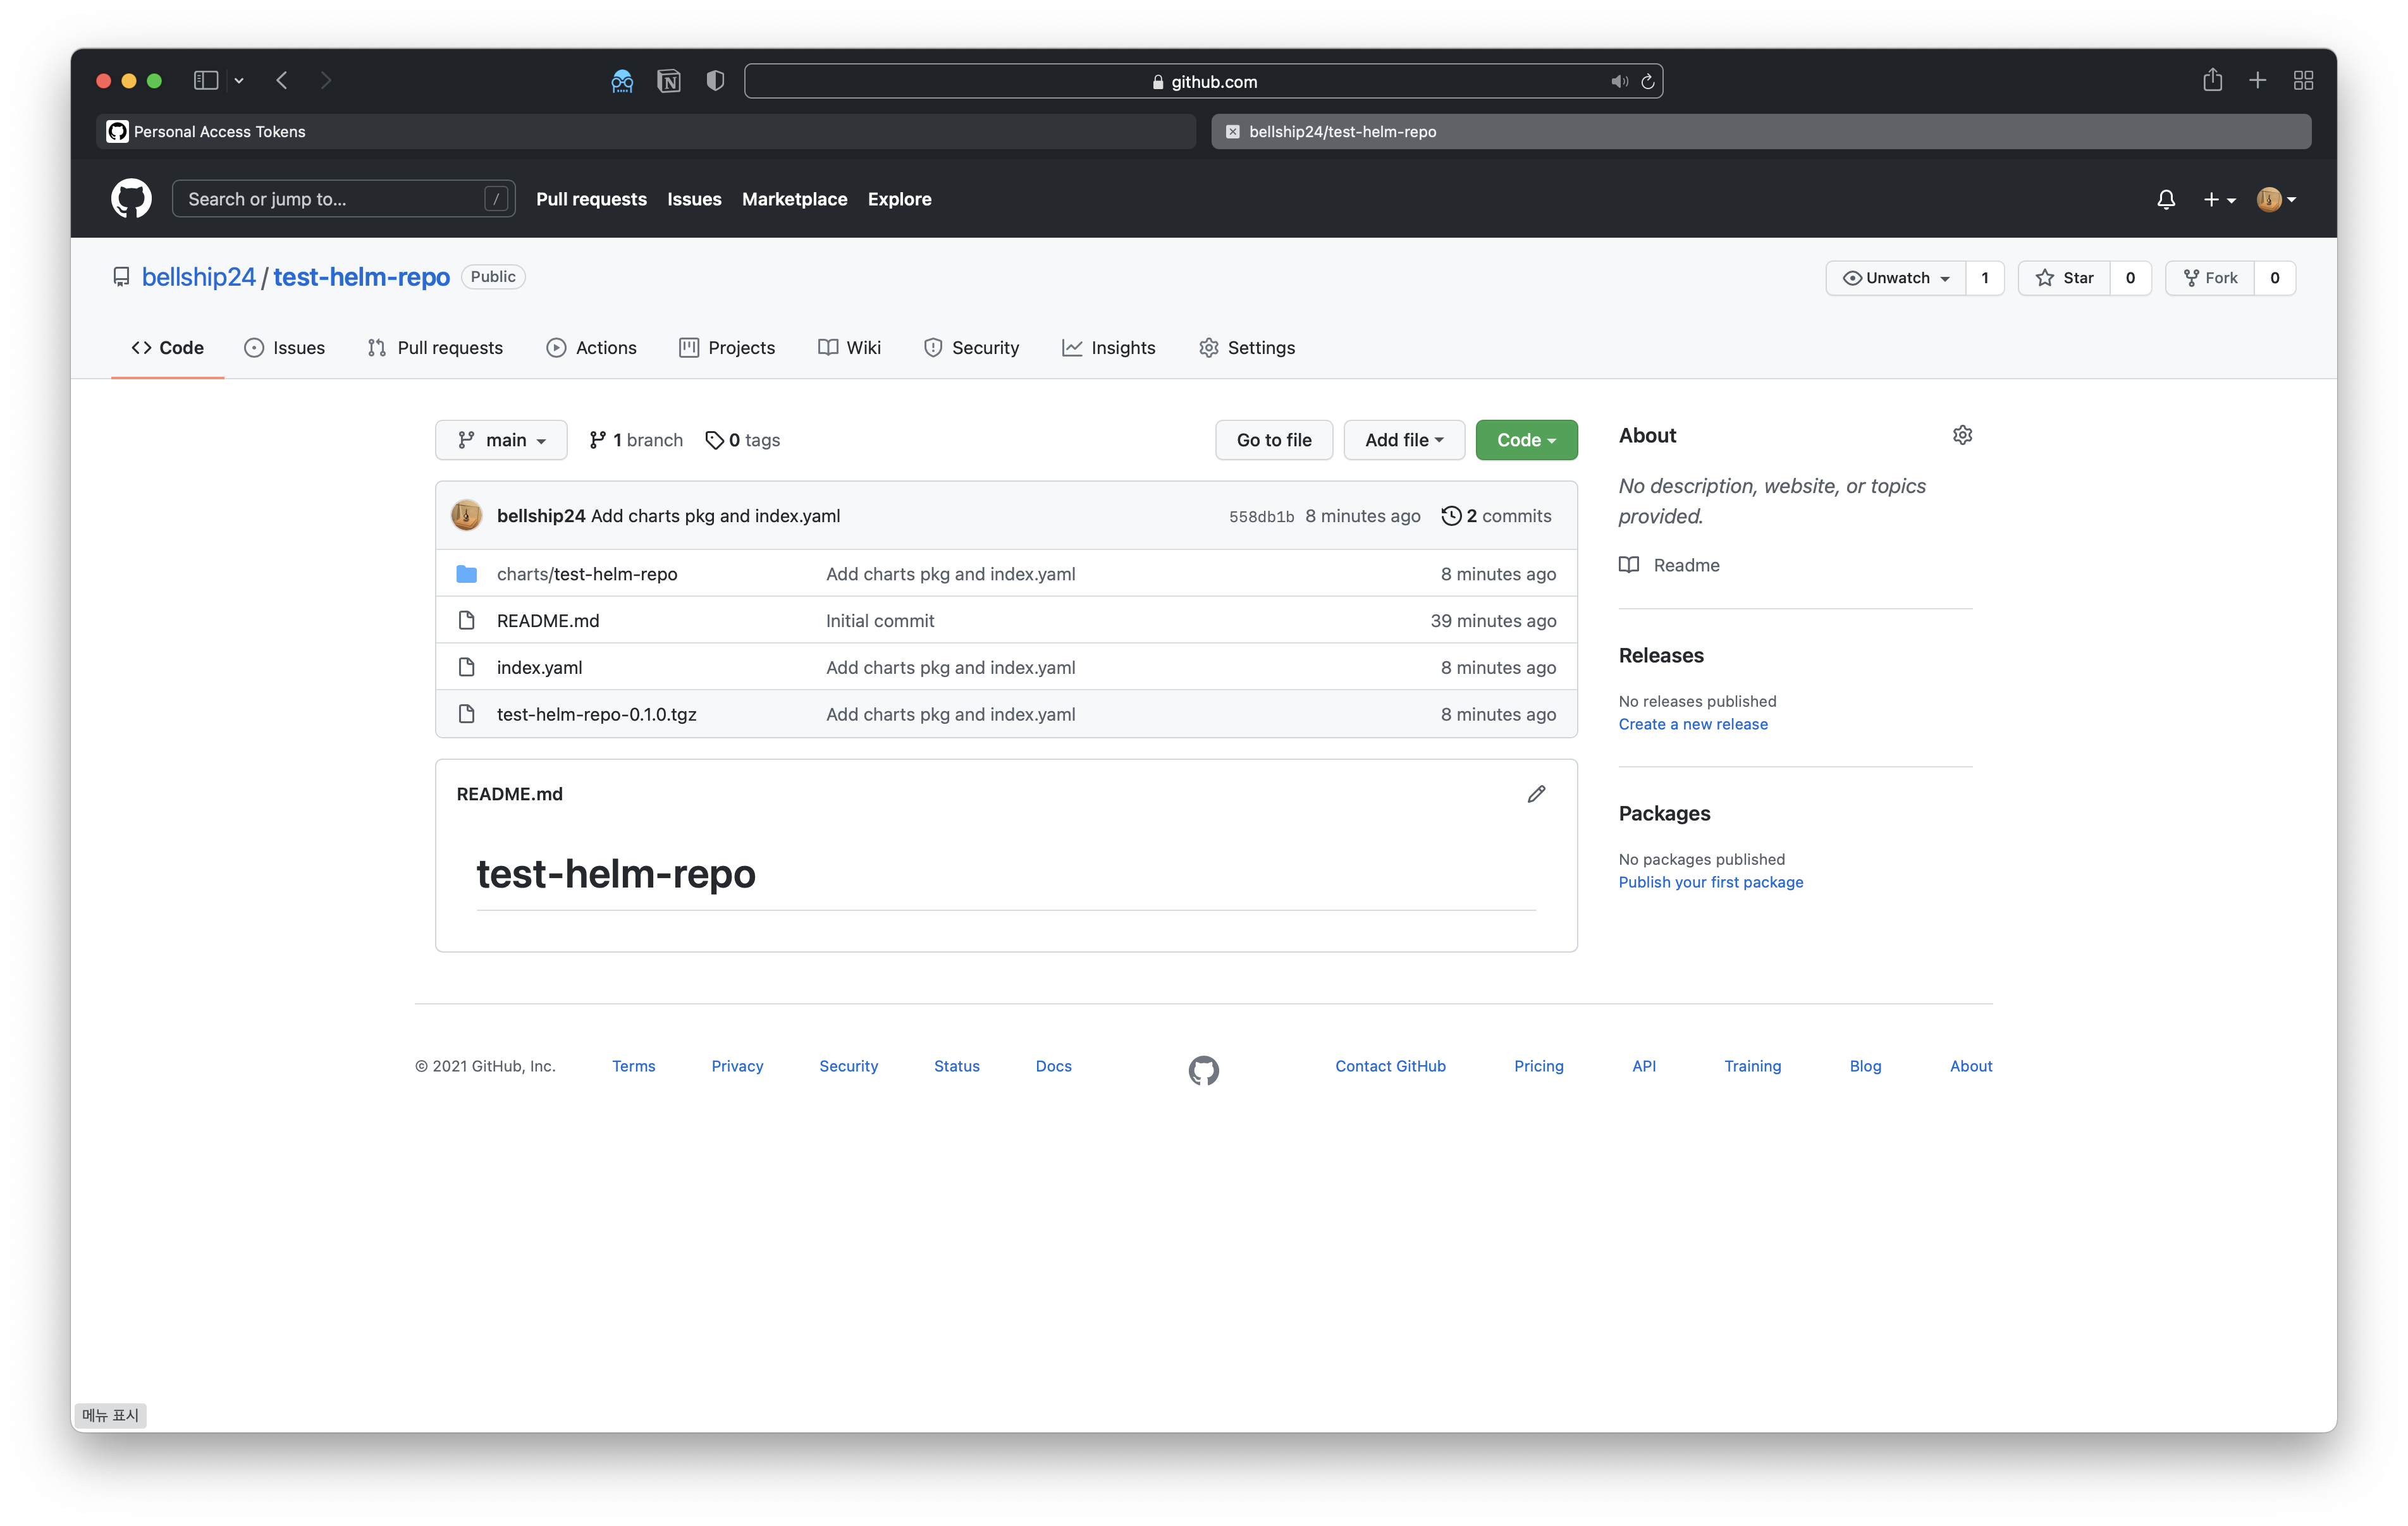 github.com
Personal Access Tokens
bellship24/test-helm-repo
Search or jump to... / Pull requests Issues Marketplace Explore
bellship24 / test-helm-repo Public
Unwatch 1 Star 0 Fork 0
Code Issues Pull requests Actions Projects Wiki Security Insights Settings
main 1 branch 0 tags Go to file Add file Code
bellship24 Add charts pkg and index.yaml 558db1b 8 minutes ago 2 commits
charts/test-helm-repo Add charts pkg and index.yaml 8 minutes ago
README.md Initial commit 39 minutes ago
index.yaml Add charts pkg and index.yaml 8 minutes ago
test-helm-repo-0.1.0.tgz Add charts pkg and index.yaml 8 minutes ago
README.md
test-helm-repo
About
No description, website, or topics
provided.
Readme
Releases
No releases published
Create a new release
Packages
No packages published
Publish your first package
© 2021 GitHub, Inc. Terms Privacy Security Status Docs Contact GitHub Pricing API Training Blog About
메뉴 표시